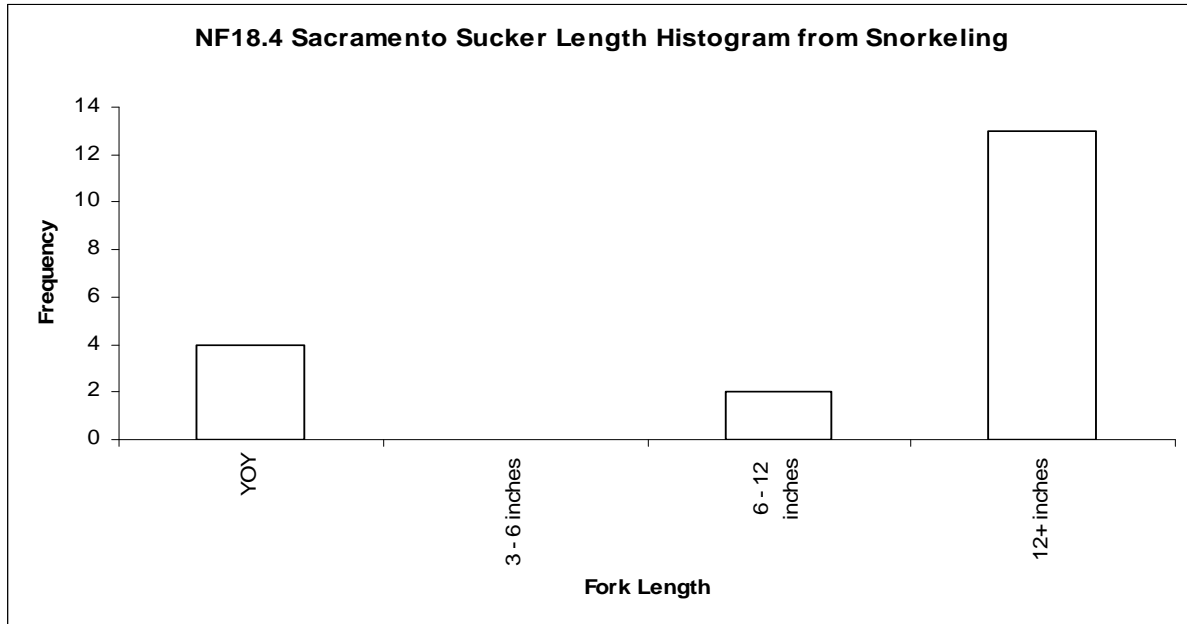 NF18.4 Sacramento Sucker Length Histogram from Snorkeling
14
12
10
8
6
4
2
0
Frequency
YOY
3 - 6 inches
6 - 12
inches
12+ inches
Fork Length